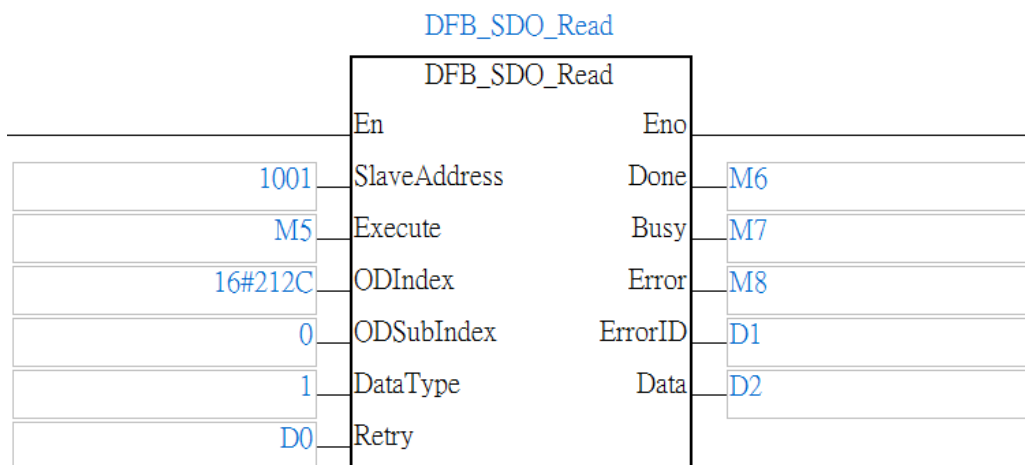 DFB_SDO_Read
DFB_SDO_Read
En Eno
1001 SlaveAddress Done M6
M5 Execute Busy M7
16#212C ODIndex Error M8
0 ODSubIndex ErrorID D1
1 DataType Data D2
D0 Retry